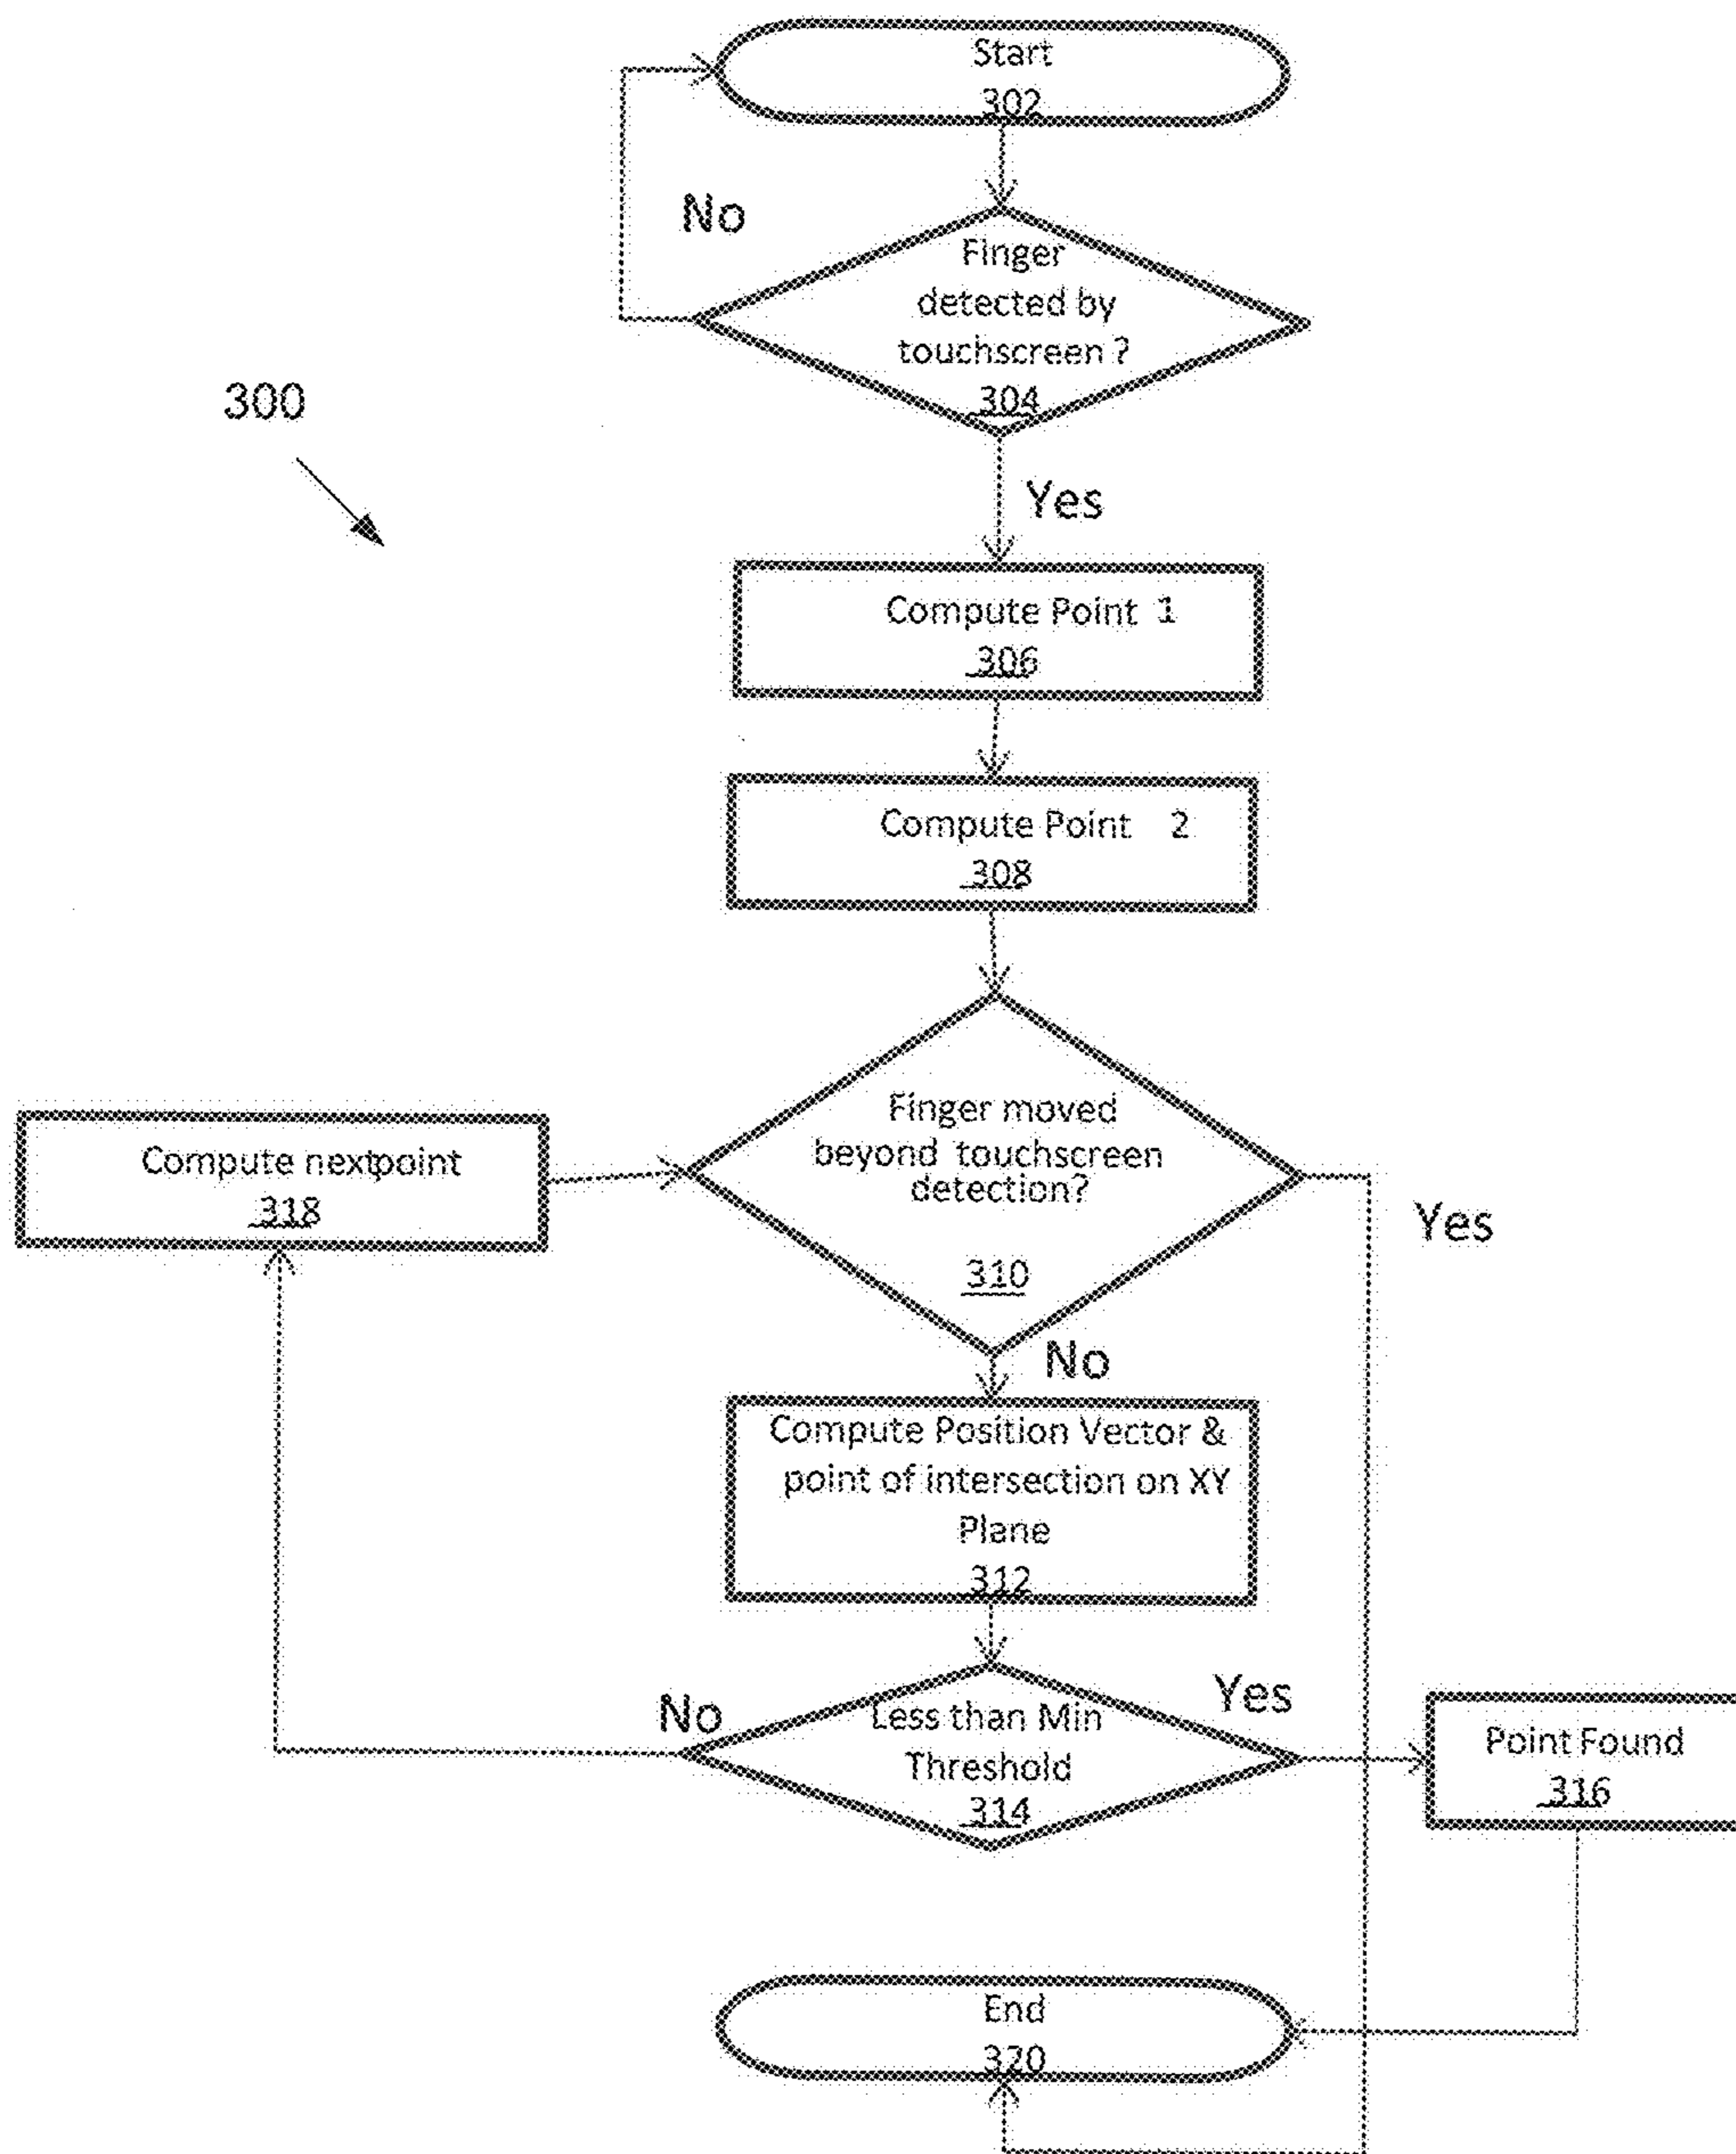 Start
302
No
Finger
detected by
touchscreen ?
304
300
Yes
Compute Point 1
306
Compute Point 2
308
Finger moved
beyond touchscreen
detection?
310
Compute nextpoint
318
Yes
No
Compute Position Vector &
point of intersection on XY
Plane
312
No
Less than Min
Threshold
314
Yes
Point Found
316
End
320